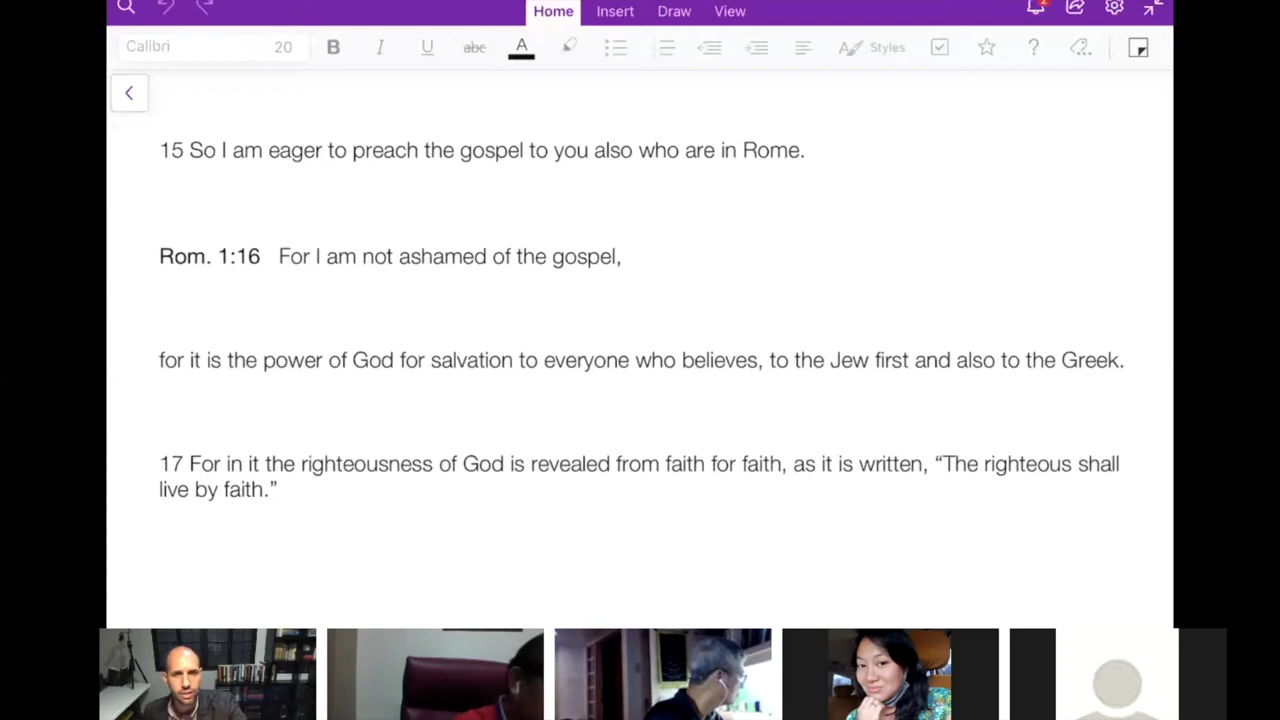 Home Insert Draw View
Calibri 20 B I U abc A Styles ?
15 So I am eager to preach the gospel to you also who are in Rome.
Rom. 1:16 For I am not ashamed of the gospel,
for it is the power of God for salvation to everyone who believes, to the Jew first and also to the Greek.
17 For in it the righteousness of God is revealed from faith for faith, as it is written, “The righteous shall
live by faith.”